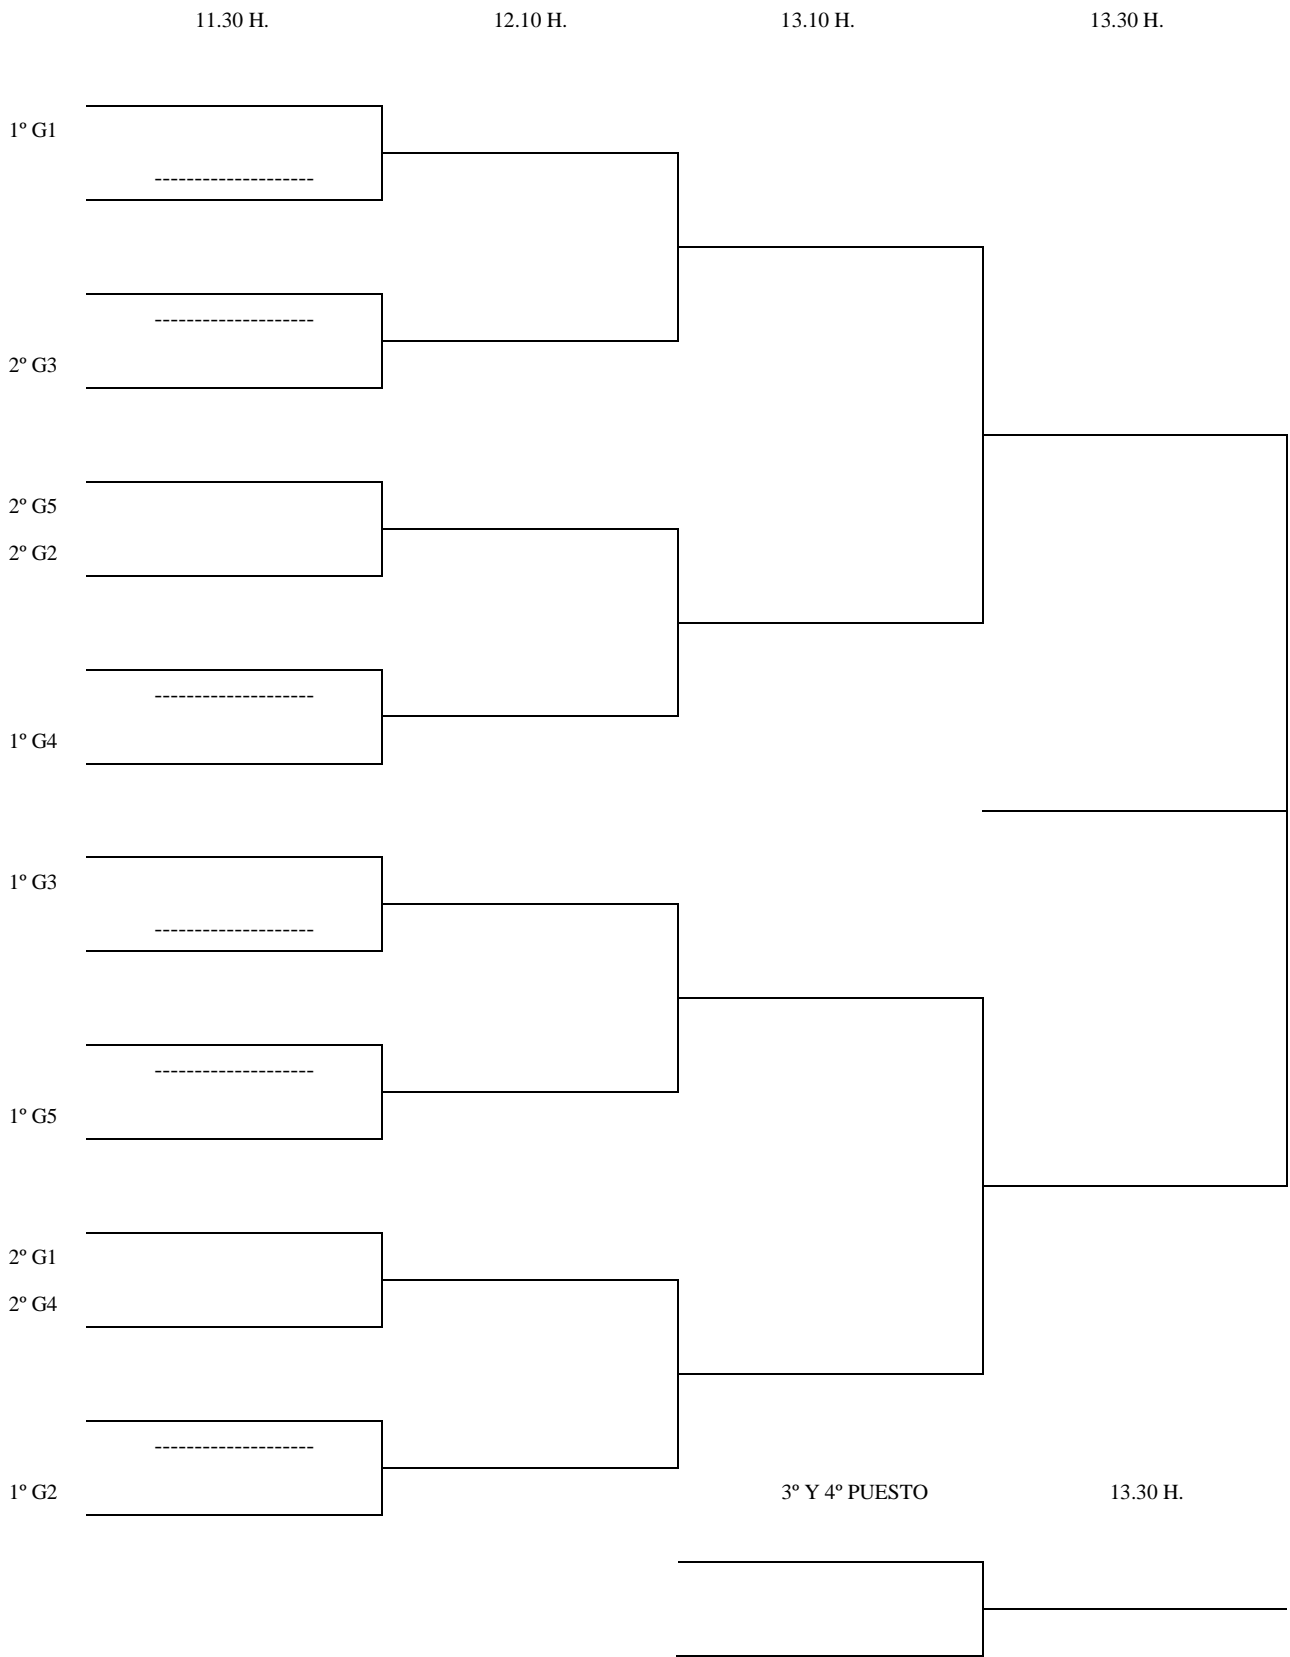 11.30 H. 12.10 H. 13.10 H. 13.30 H.
1º G1
--------------------
--------------------
2º G3
2º G5
2º G2
--------------------
1º G4
1º G3
--------------------
--------------------
1º G5
2º G1
2º G4
--------------------
1º G2 3º Y 4º PUESTO 13.30 H.